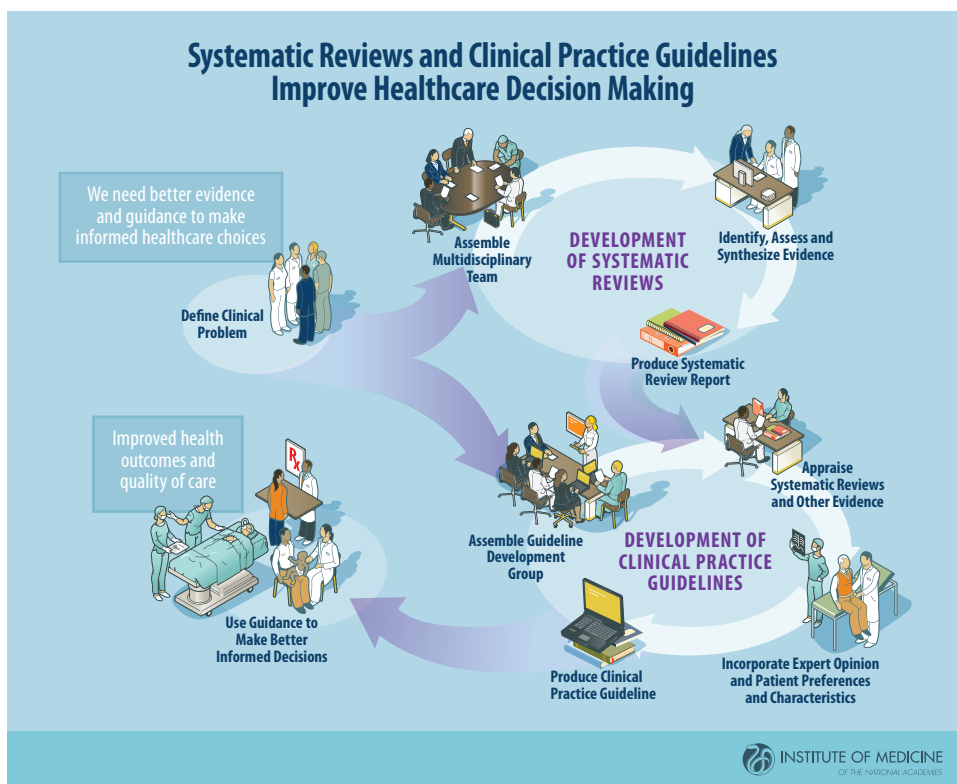 Systematic Reviews and Clinical Practice Guidelines
Improve Healthcare Decision Making
We need better evidence
and guidance to make
informed healthcare choices
Define Clinical
Problem
Assemble
Multidisciplinary
Team
DEVELOPMENT
OF SYSTEMATIC
REVIEWS
Identify, Assess and
Synthesize Evidence
Produce Systematic
Review Report
Improved health
outcomes and
quality of care
Rx
Assemble Guideline
Development
Group
DEVELOPMENT OF
CLINICAL PRACTICE
GUIDELINES
Appraise
Systematic Reviews
and Other Evidence
Use Guidance to
Make Better
Informed Decisions
Produce Clinical
Practice Guideline
Incorporate Expert Opinion
and Patient Preferences
and Characteristics
INSTITUTE OF MEDICINE
OF THE NATIONAL ACADEMIES